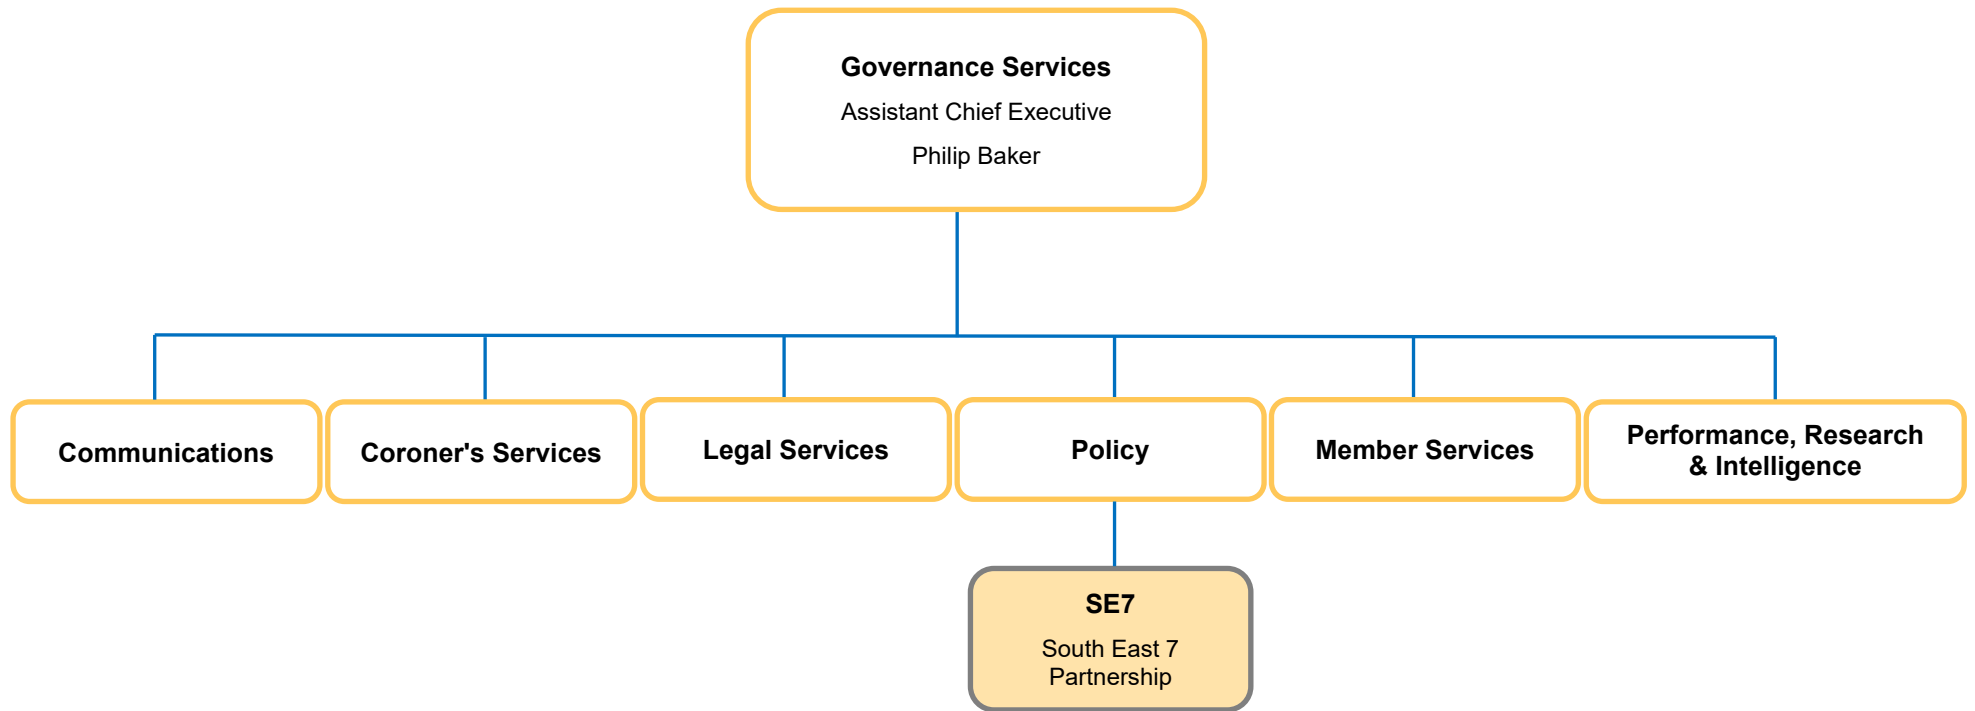 Governance Services
Assistant Chief Executive
Philip Baker
Communications
Coroner's Services
Legal Services
Policy
Member Services
Performance, Research
& Intelligence
SE7
South East 7
Partnership